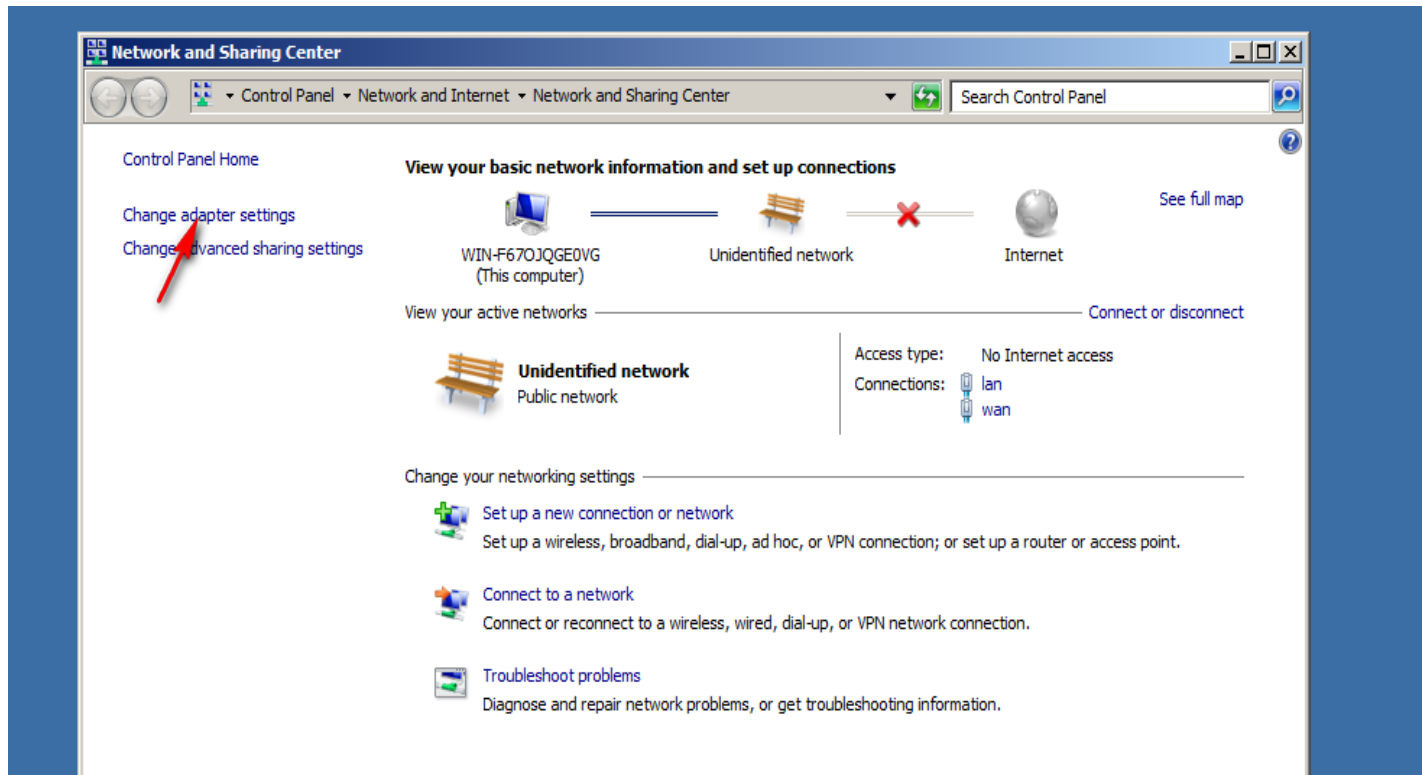 Network and Sharing Center
Control Panel Network and Internet Network and Sharing Center
Search Control Panel
Control Panel Home
Change adapter settings
Change advanced sharing settings
View your basic network information and set up connections
See full map
WIN-F67OJQGE0VG
(This computer)
Unidentified network
Internet
View your active networks
Connect or disconnect
Unidentified network
Public network
Access type: No Internet access
Connections: lan
wan
Change your networking settings
Set up a new connection or network
Set up a wireless, broadband, dial-up, ad hoc, or VPN connection; or set up a router or access point.
Connect to a network
Connect or reconnect to a wireless, wired, dial-up, or VPN network connection.
Troubleshoot problems
Diagnose and repair network problems, or get troubleshooting information.